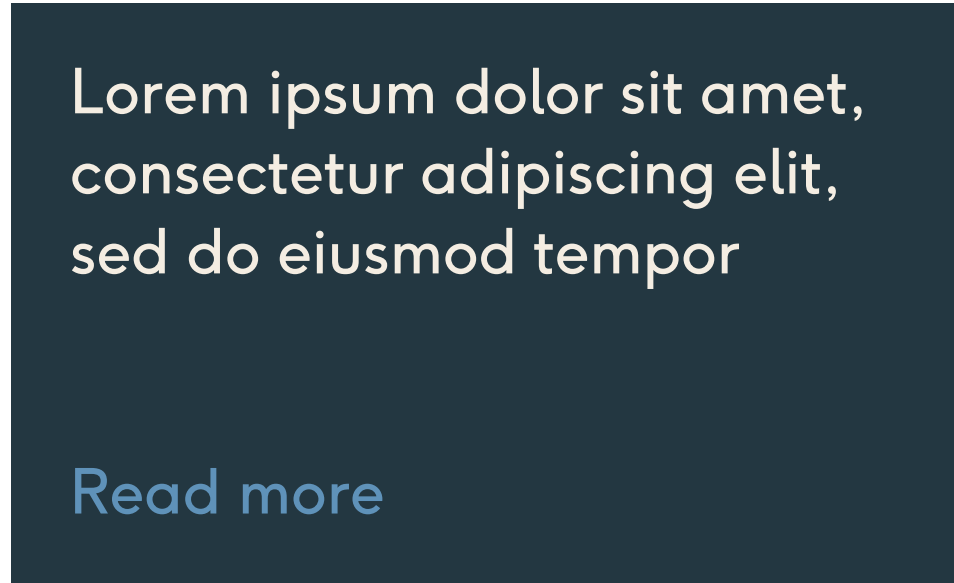 Lorem ipsum dolor sit amet,
consectetur adipiscing elit,
sed do eiusmod tempor
Read more